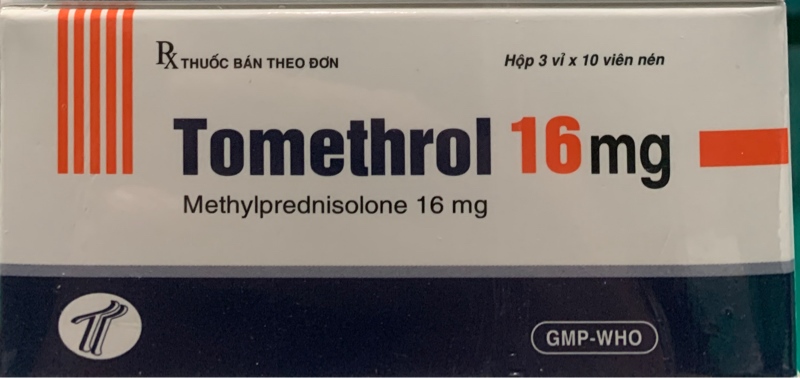 Rx THUỐC BÁN THEO ĐƠN
Hộp 3 vỉ x 10 viên nén
Tomethrol 16mg
Methylprednisolone 16 mg
GMP-WHO